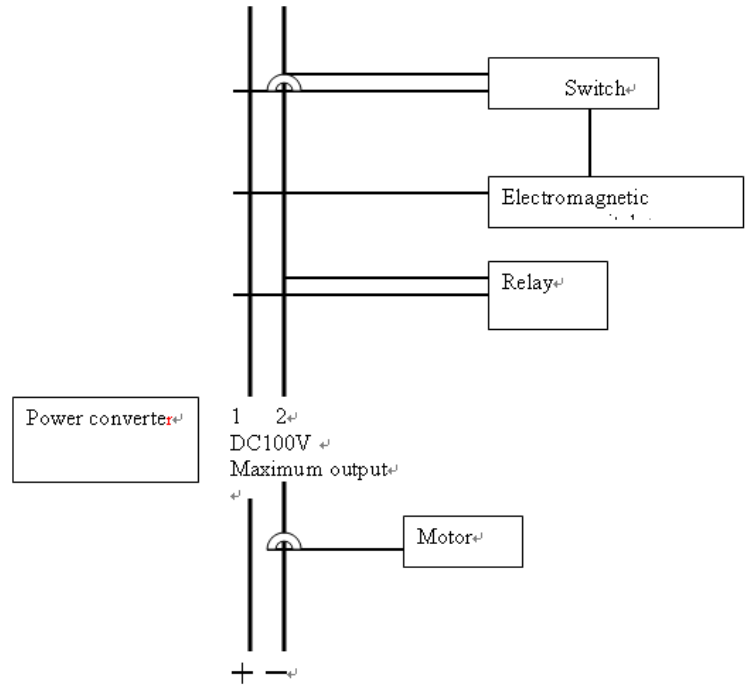 Switch
Electromagnetic
Relay
Power converter
1 2
DC100V
Maximum output
Motor
+ −